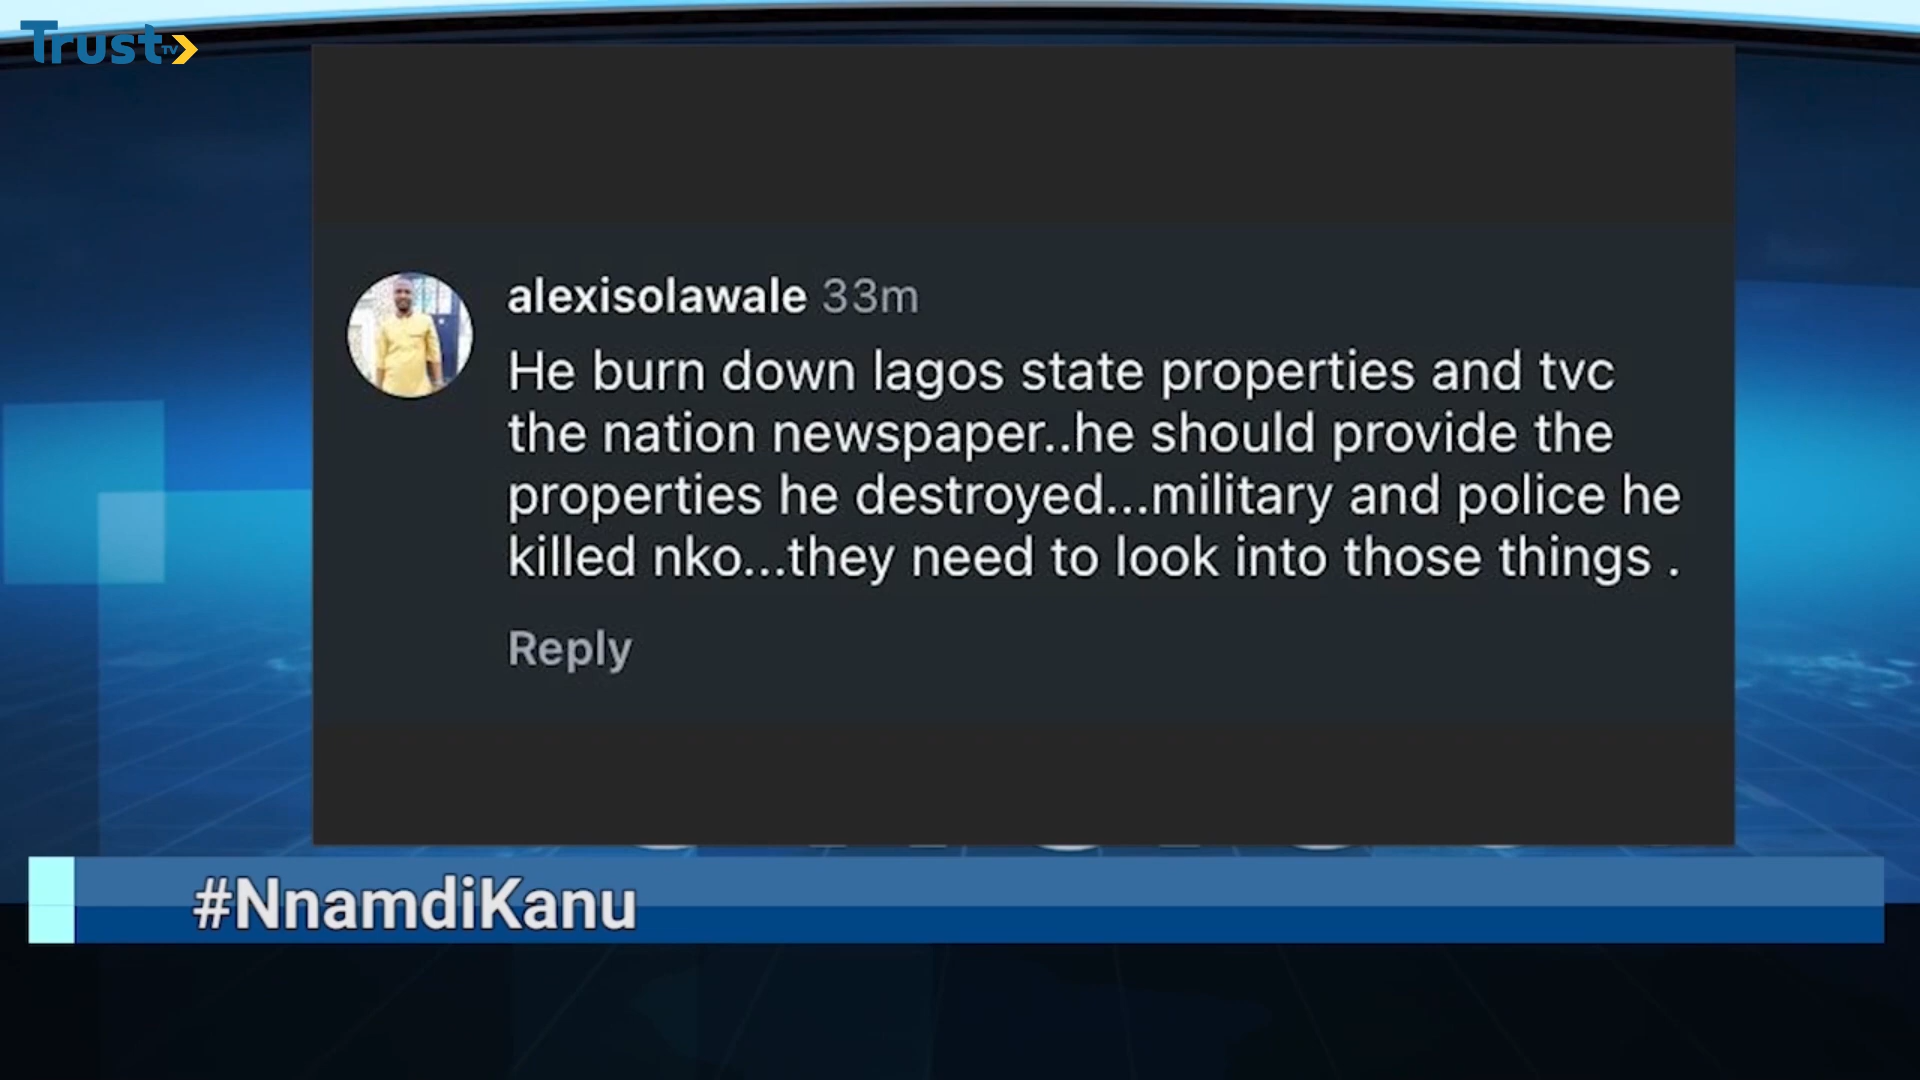 Trust TV
alexisolawale 33m
He burn down lagos state properties and tvc
the nation newspaper..he should provide the
properties he destroyed...military and police he
killed nko...they need to look into those things .
Reply
#NnamdiKanu